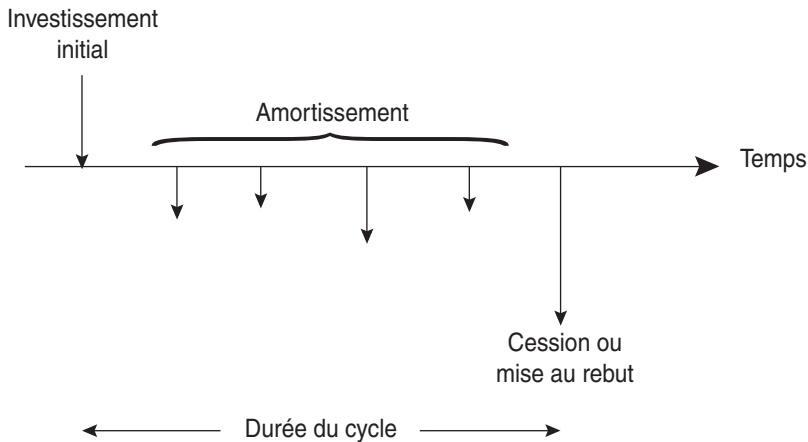 Investissement
initial
Amortissement
Temps
Cession ou
mise au rebut
Durée du cycle